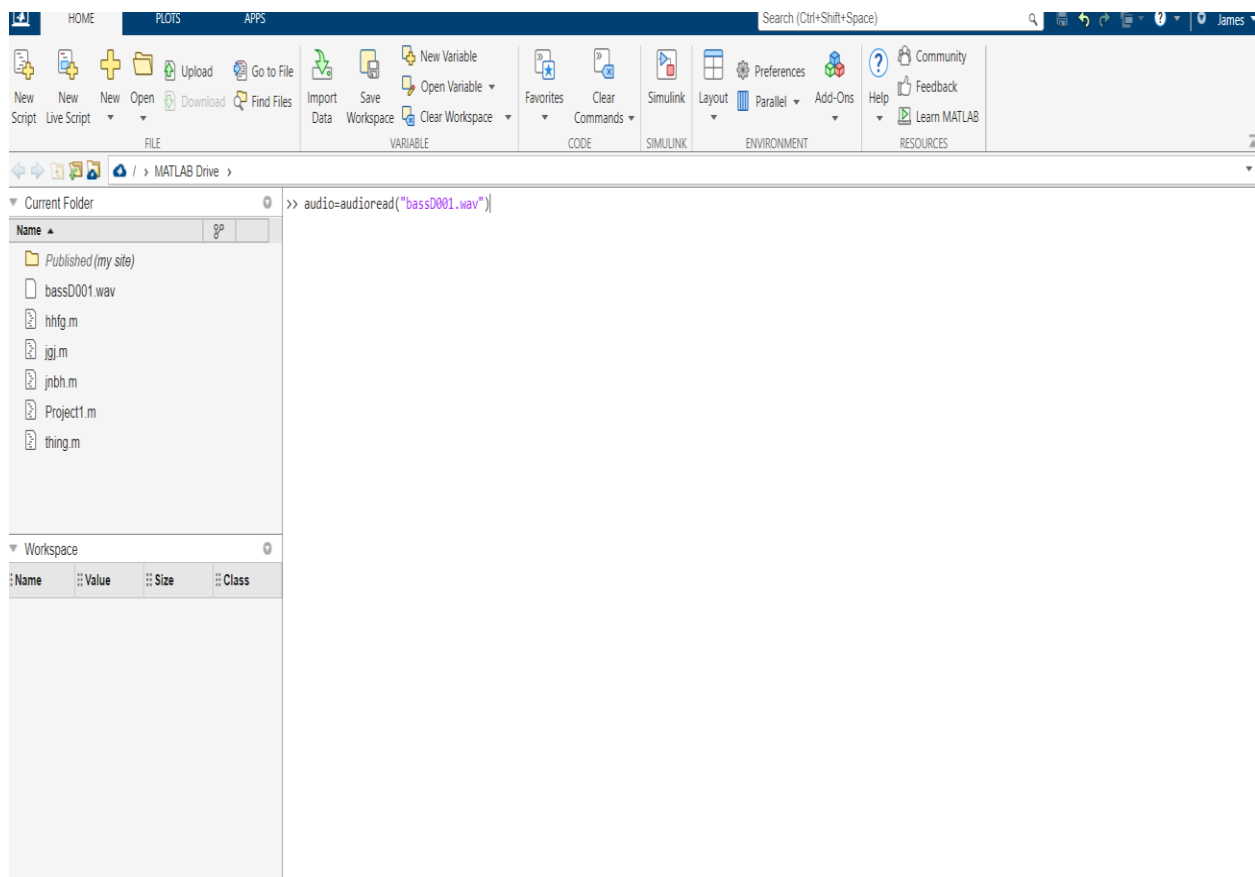 HOME PLOTS APPS Search (Ctrl+Shift+Space) ? James
New Script
New Live Script
New
Open
Upload
Download
Go to File
Find Files
FILE
Import Data
Save Workspace
New Variable
Open Variable
Clear Workspace
VARIABLE
Favorites
Clear Commands
CODE
Simulink
SIMULINK
Layout
Preferences
Parallel
Add-Ons
ENVIRONMENT
? Help
Community
Feedback
Learn MATLAB
RESOURCES
/ › MATLAB Drive ›
Current Folder
Name
Published (my site)
bassD001.wav
hhfg.m
jgj.m
jnbh.m
Project1.m
thing.m
Workspace
Name Value Size Class
>> audio=audioread("bassD001.wav")